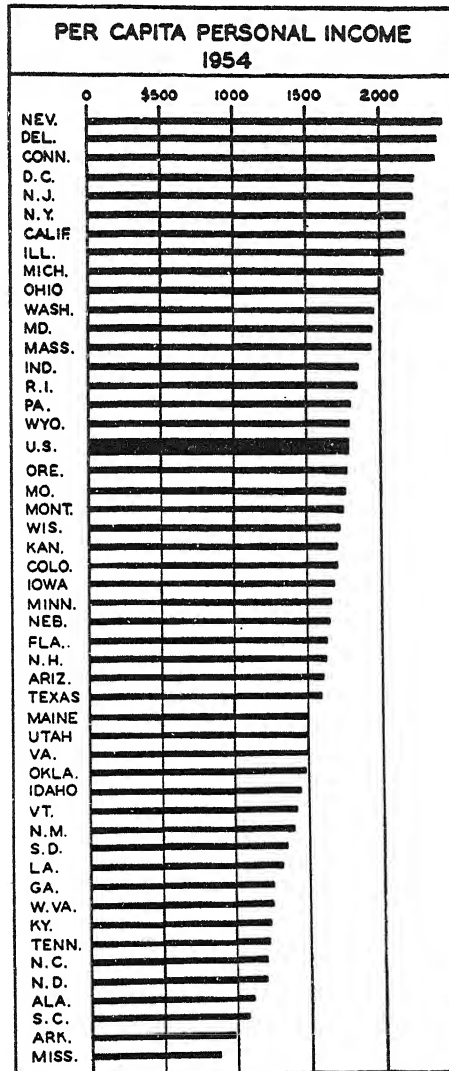 PER CAPITA PERSONAL INCOME
1954
0 $500 1000 1500 2000
NEV.
DEL.
CONN.
D.C.
N.J.
N.Y.
CALIF.
ILL.
MICH.
OHIO
WASH.
MD.
MASS.
IND.
R.I.
PA.
WYO.
U.S.
ORE.
MO.
MONT.
WIS.
KAN.
COLO.
IOWA
MINN.
NEB.
FLA..
N.H.
ARIZ.
TEXAS
MAINE
UTAH
VA.
OKLA.
IDAHO
VT.
N.M.
S.D.
LA.
GA.
W.VA.
KY.
TENN.
N.C.
N.D.
ALA.
S.C.
ARK.
MISS.